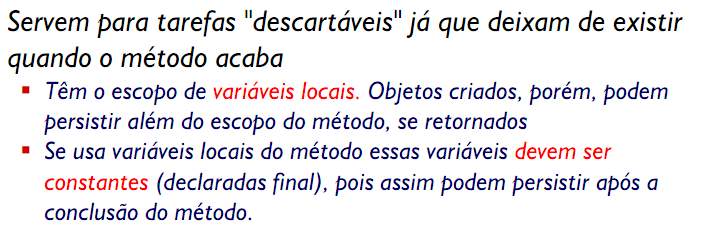 Servem para tarefas "descartáveis" já que deixam de existir
quando o método acaba
▪ Têm o escopo de variáveis locais. Objetos criados, porém, podem
persistir além do escopo do método, se retornados
▪ Se usa variáveis locais do método essas variáveis devem ser
constantes (declaradas final), pois assim podem persistir após a
conclusão do método.